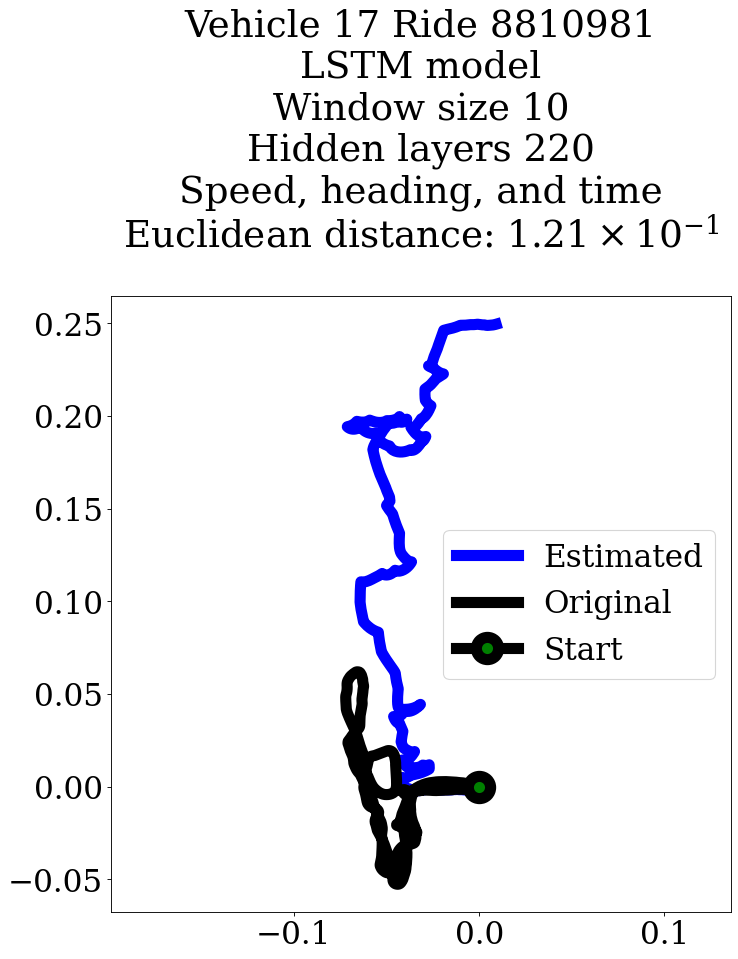 Vehicle 17 Ride 8810981
LSTM model
Window size 10
Hidden layers 220
Speed, heading, and time
Euclidean distance: 1.21 × 10⁻¹
0.25
0.20
0.15
0.10
0.05
0.00
−0.05
−0.1
0.0
0.1
Estimated
Original
Start